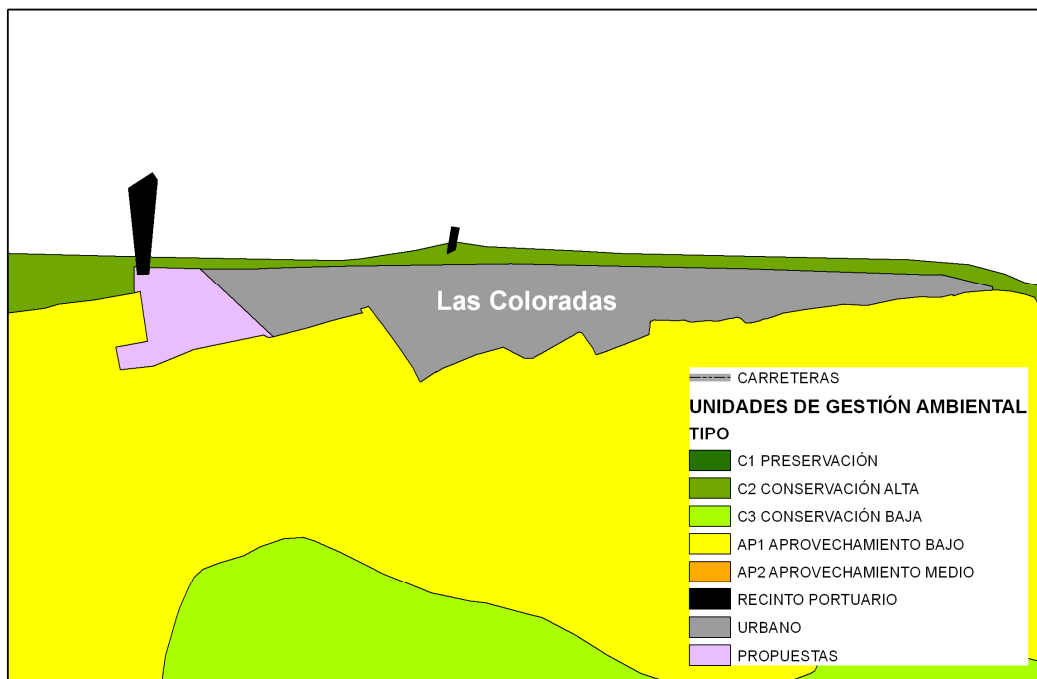 Las Coloradas
CARRETERAS
UNIDADES DE GESTIÓN AMBIENTAL
TIPO
C1 PRESERVACIÓN
C2 CONSERVACIÓN ALTA
C3 CONSERVACIÓN BAJA
AP1 APROVECHAMIENTO BAJO
AP2 APROVECHAMIENTO MEDIO
RECINTO PORTUARIO
URBANO
PROPUESTAS